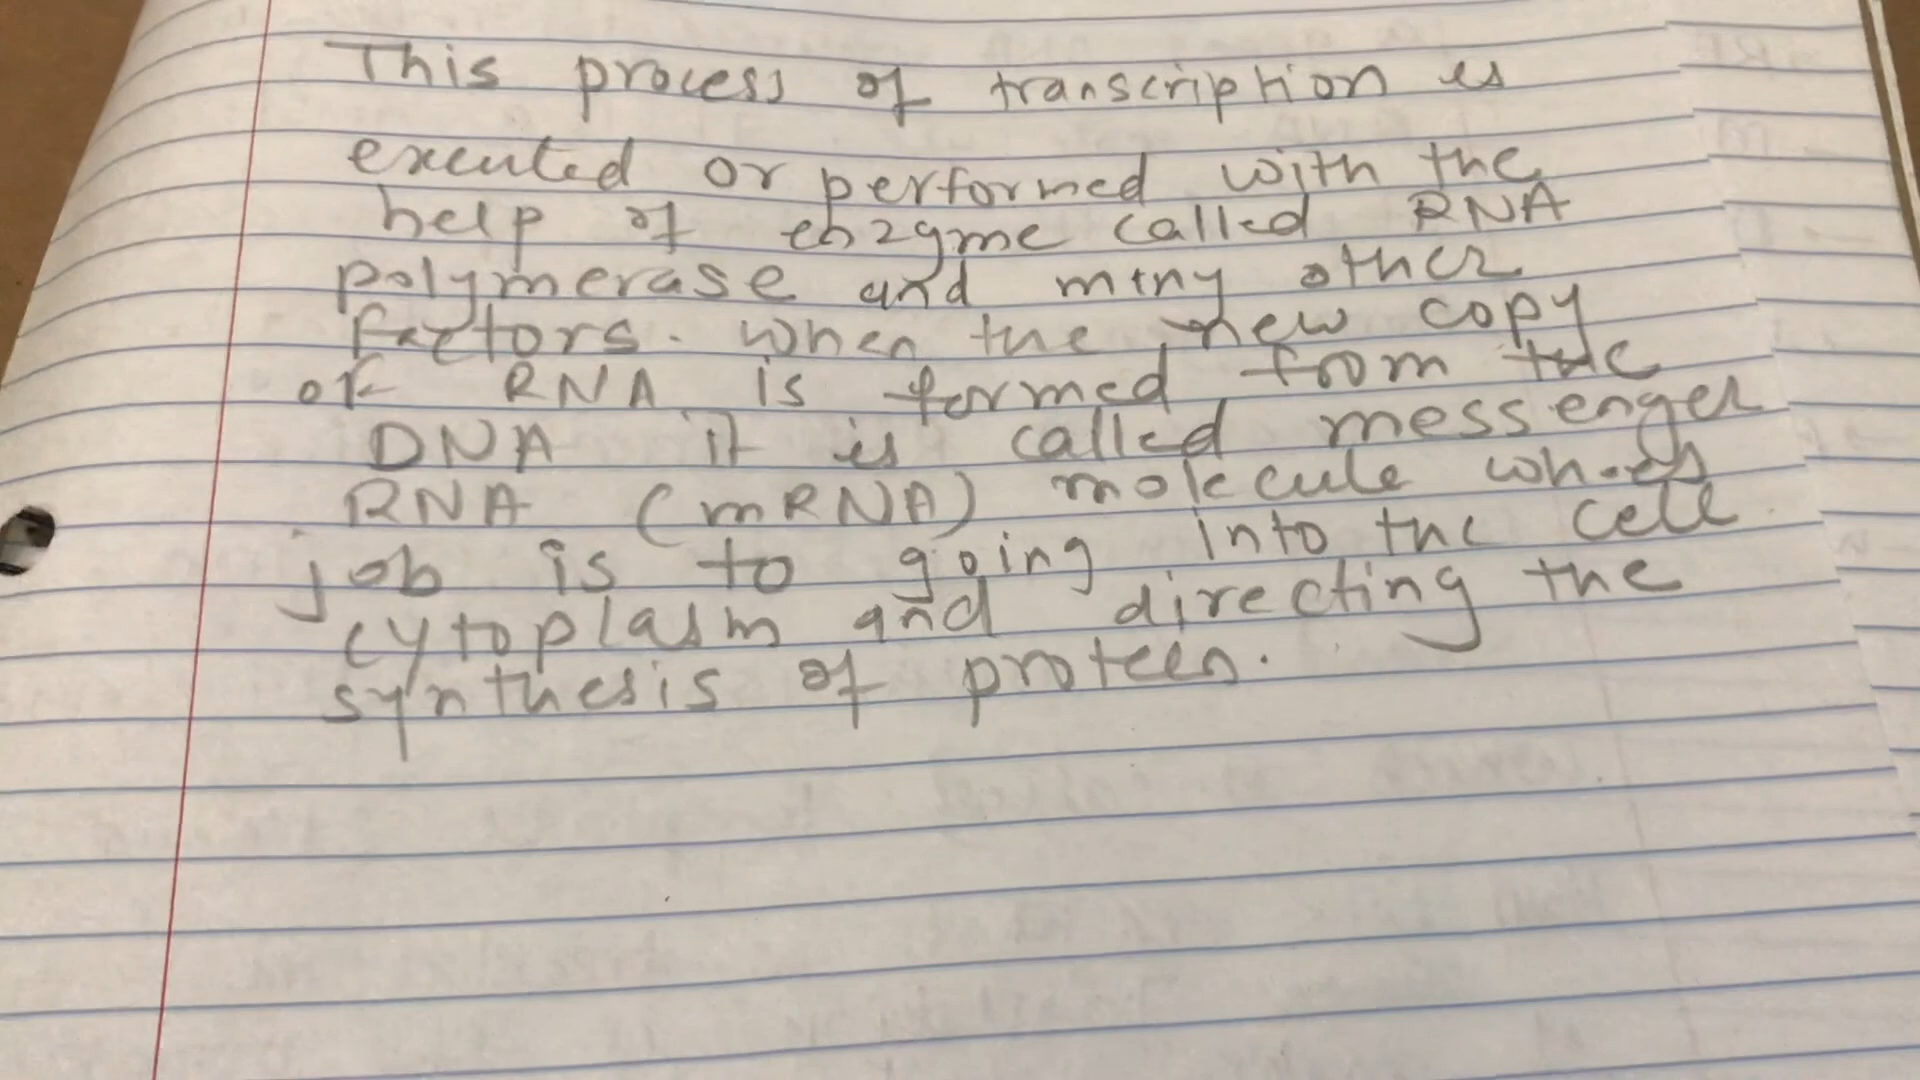 This process of transcription is
executed or performed with the
help of enzyme called RNA
polymerase and many other
factors. When the new copy
of RNA is formed from the
DNA it is called messenger
RNA (mRNA) molecule
job is to going into the cell
cytoplasm and directing the
synthesis of protein.